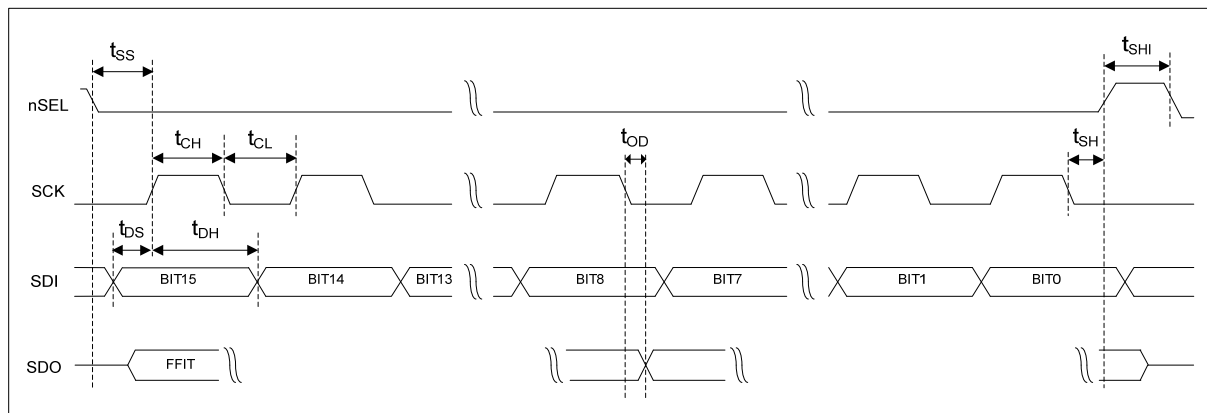 tSS
tSHI
nSEL
tCH
tCL
tOD
tSH
SCK
tDS
tDH
SDI
BIT15
BIT14
BIT13
BIT8
BIT7
BIT1
BIT0
SDO
FFIT